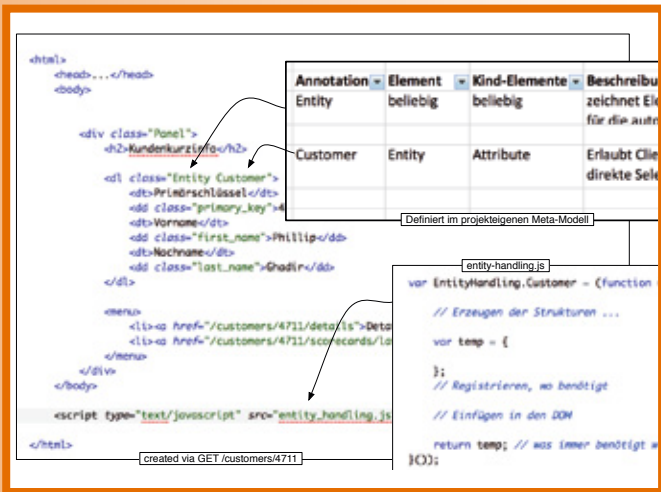 <html>
<head>...</head>
<body>
<div class="Panel">
<h2>Kundenkurzinfo</h2>
<dl class="Entity Customer">
<dt>Primärschlüssel</dt>
<dd class="primary_key">4
<dt>Vorname</dt>
<dd class="first_name">Phillip</dd>
<dt>Nachname</dt>
<dd class="last_name">Ghadir</dd>
</dl>
<menu>
<li><a href="/customers/4711/details">Deta
<li><a href="/customers/4711/scorecards/la
</menu>
</div>
</body>
<script type="text/javascript" src="entity_handling.js
</html>
created via GET /customers/4711
Annotation Element Kind-Elemente Beschreibu
Entity beliebig beliebig zeichnet Ele
für die auto
Customer Entity Attribute Erlaubt Clie
direkte Sele
Definiert im projekteigenen Meta-Modell
entity-handling.js
var EntityHandling.Customer = (function
// Erzeugen der Strukturen ...
var temp = {
};
// Registrieren, wo benötigt
// Einfügen in den DOM
return temp; // was immer benötigt w
}());